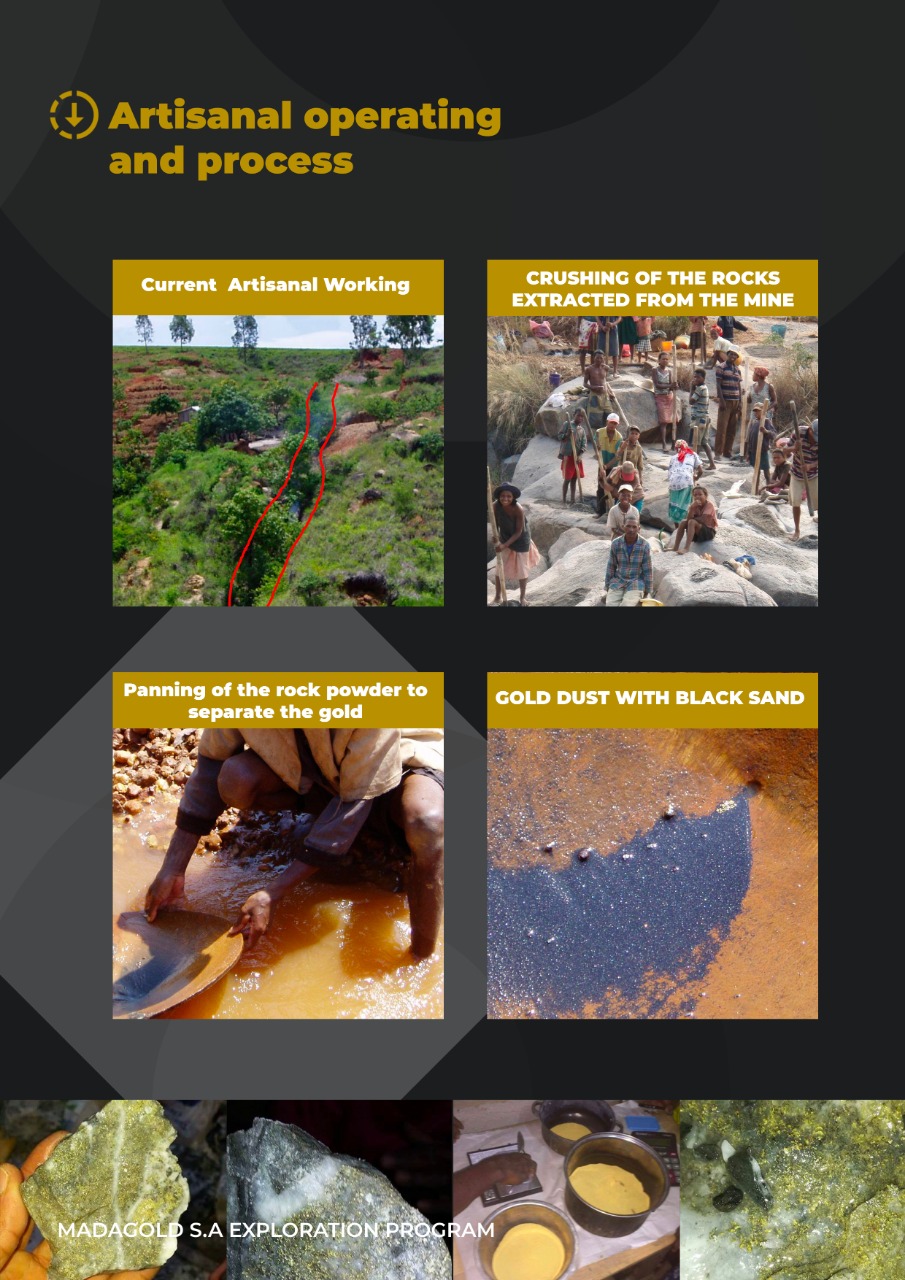 Artisanal operating
and process
Current  Artisanal Working
CRUSHING OF THE ROCKS
EXTRACTED FROM THE MINE
Panning of the rock powder to
separate the gold
GOLD DUST WITH BLACK SAND
MADAGOLD S.A EXPLORATION PROGRAM